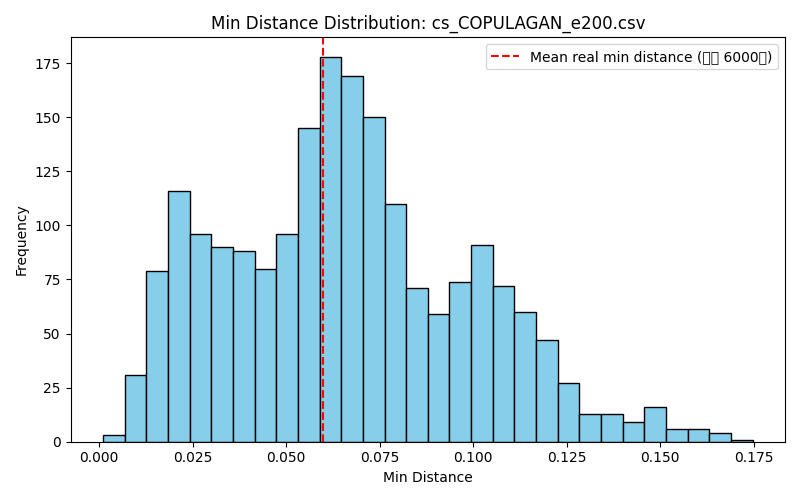 Min Distance Distribution: cs_COPULAGAN_e200.csv
Mean real min distance ( 6000 )
Frequency
175
150
125
100
75
50
25
0
0.000 0.025 0.050 0.075 0.100 0.125 0.150 0.175
Min Distance